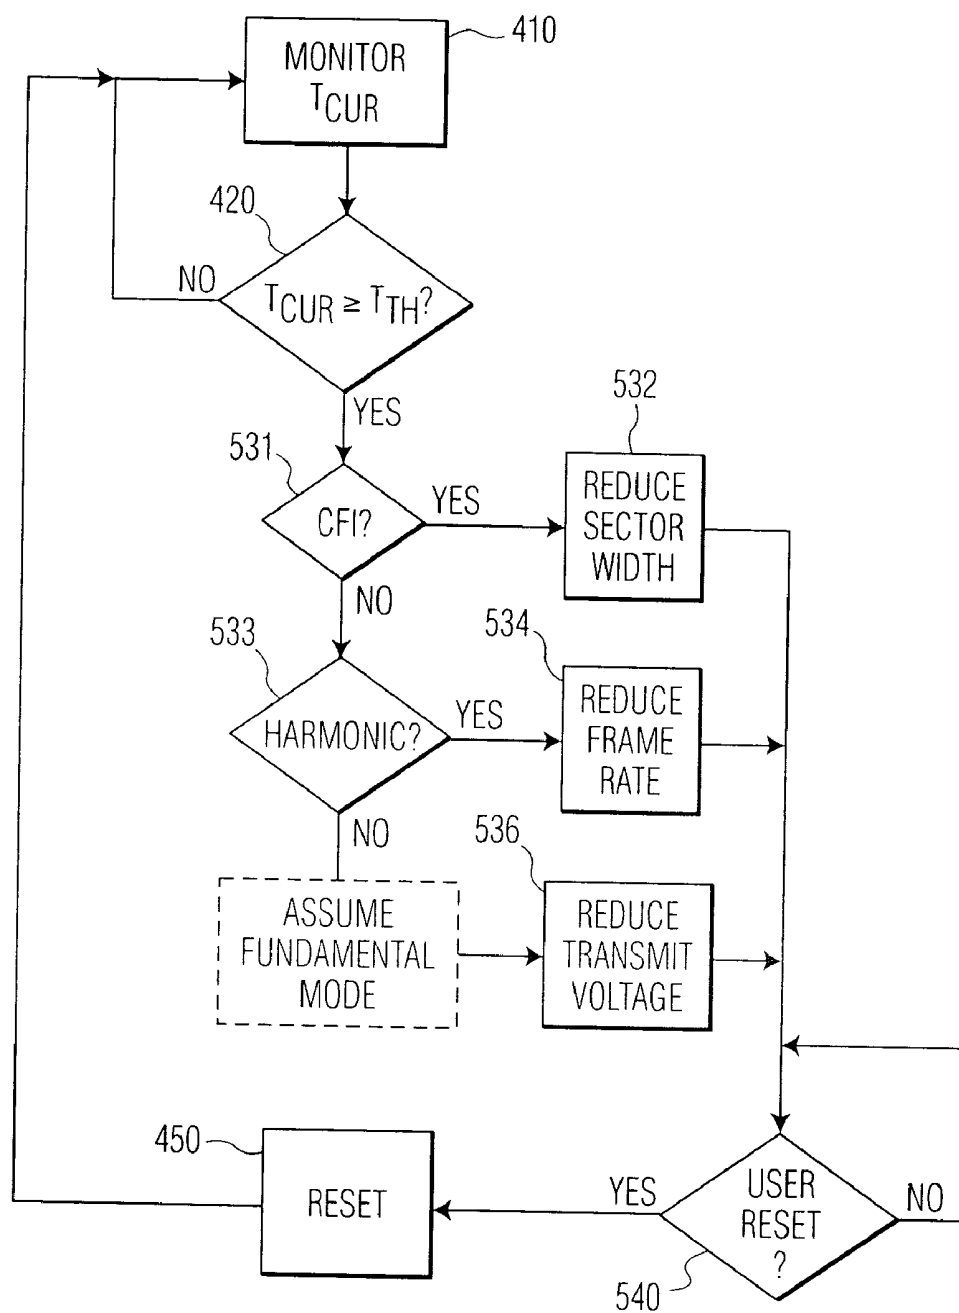 410
MONITOR
TCUR
420
NO
TCUR ≥ TTH?
YES
532
531
CFI?
YES
REDUCE
SECTOR
WIDTH
NO
533
534
HARMONIC?
YES
REDUCE
FRAME
RATE
NO
536
ASSUME
FUNDAMENTAL
MODE
REDUCE
TRANSMIT
VOLTAGE
450
RESET
YES
USER
RESET
?
NO
540